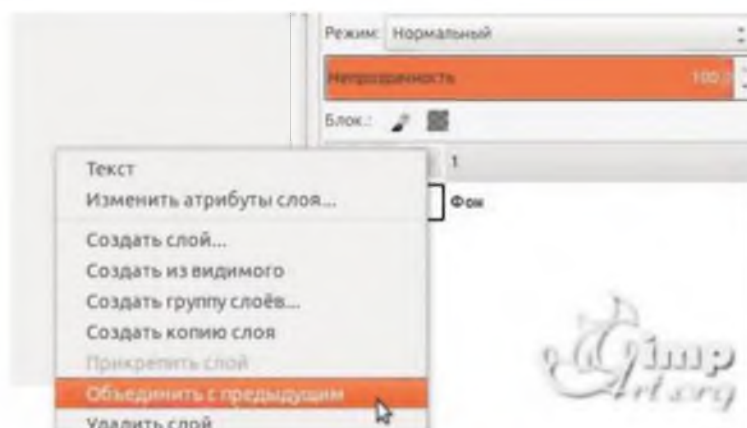 Режим: Нормальный
Непрозрачность 100,0
Блок.:
1
Фон
Текст
Изменить атрибуты слоя...
Создать слой...
Создать из видимого
Создать группу слоёв...
Создать копию слоя
Прикрепить слой
Объединить с предыдущим
Удалить слой
Gimp
Art.org